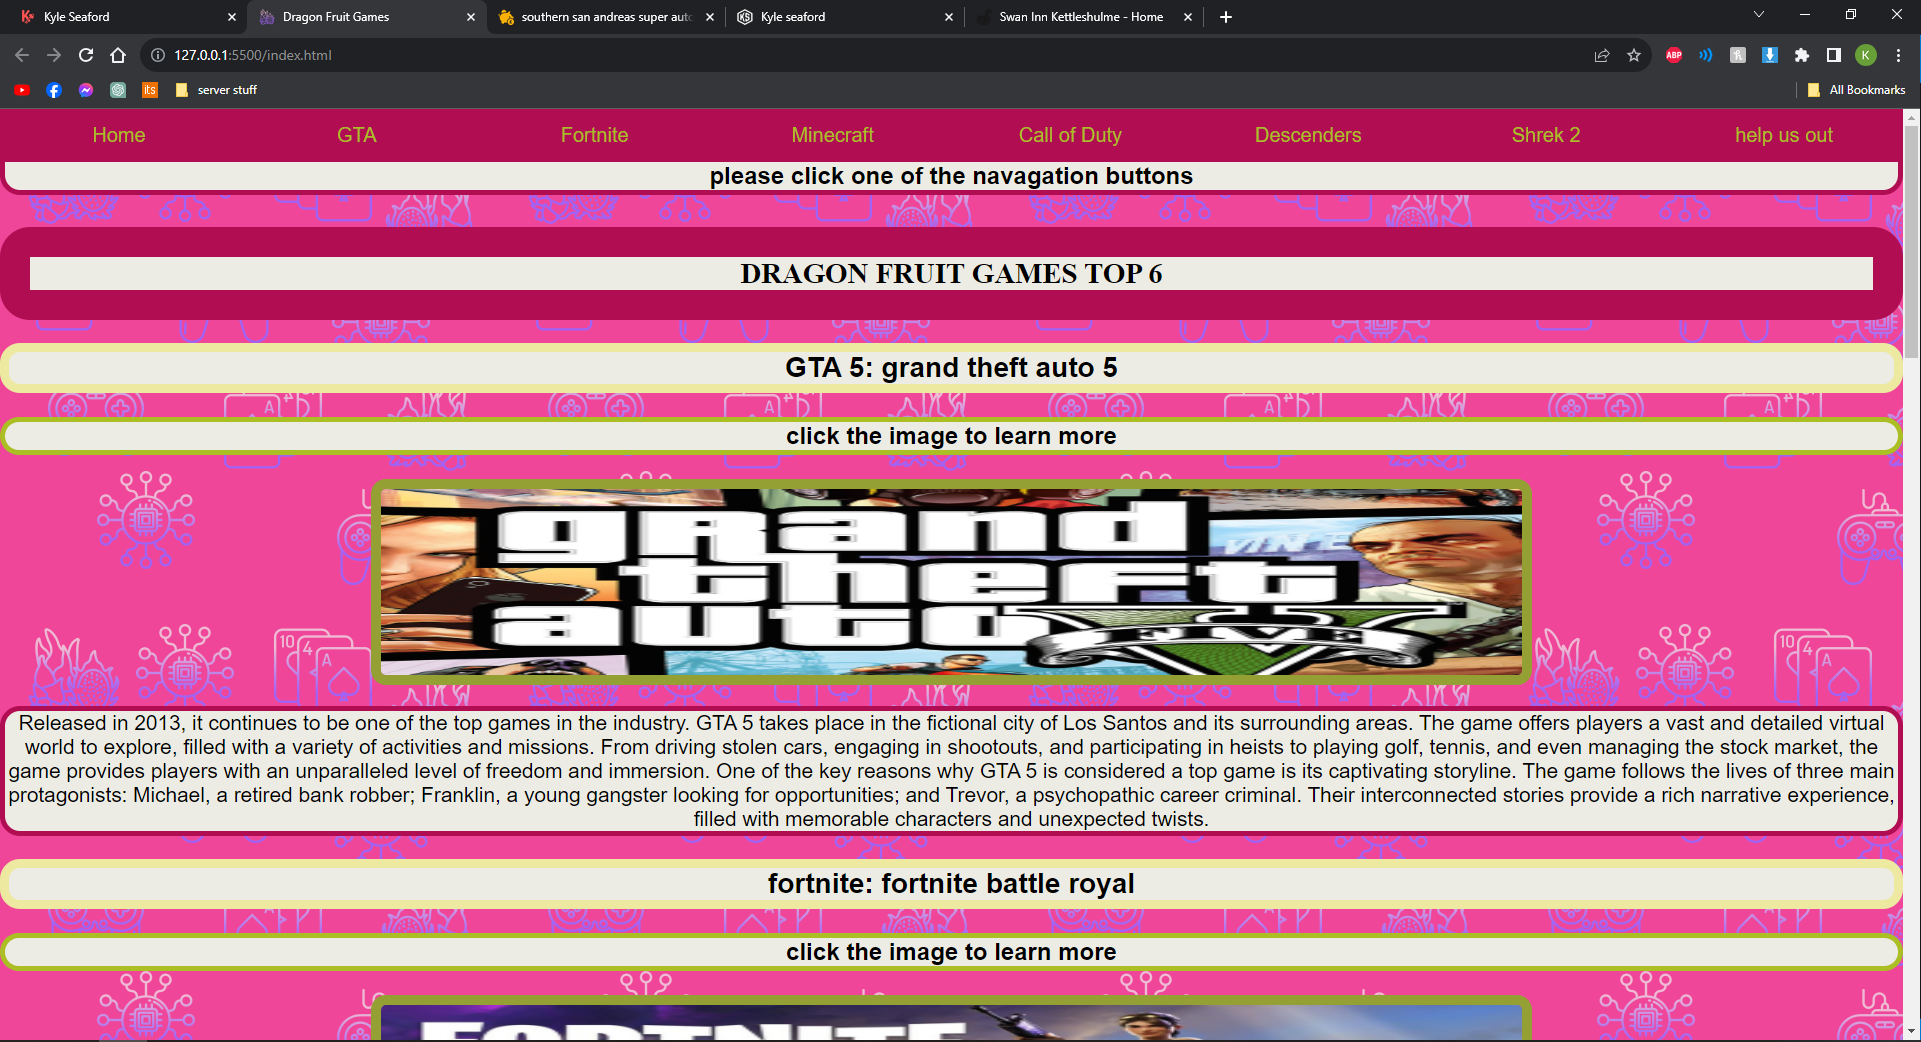 Kyle Seaford
Dragon Fruit Games
southern san andreas super auto
Kyle seaford
Swan Inn Kettleshulme - Home
127.0.0.1:5500/index.html
ABP
K
its
server stuff
All Bookmarks
Home
GTA
Fortnite
Minecraft
Call of Duty
Descenders
Shrek 2
help us out
please click one of the navagation buttons
DRAGON FRUIT GAMES TOP 6
GTA 5: grand theft auto 5
click the image to learn more
grand
theft
auto
FIVE
Released in 2013, it continues to be one of the top games in the industry. GTA 5 takes place in the fictional city of Los Santos and its surrounding areas. The game offers players a vast and detailed virtual
world to explore, filled with a variety of activities and missions. From driving stolen cars, engaging in shootouts, and participating in heists to playing golf, tennis, and even managing the stock market, the
game provides players with an unparalleled level of freedom and immersion. One of the key reasons why GTA 5 is considered a top game is its captivating storyline. The game follows the lives of three main
protagonists: Michael, a retired bank robber; Franklin, a young gangster looking for opportunities; and Trevor, a psychopathic career criminal. Their interconnected stories provide a rich narrative experience,
filled with memorable characters and unexpected twists.
fortnite: fortnite battle royal
click the image to learn more
FORTNITE